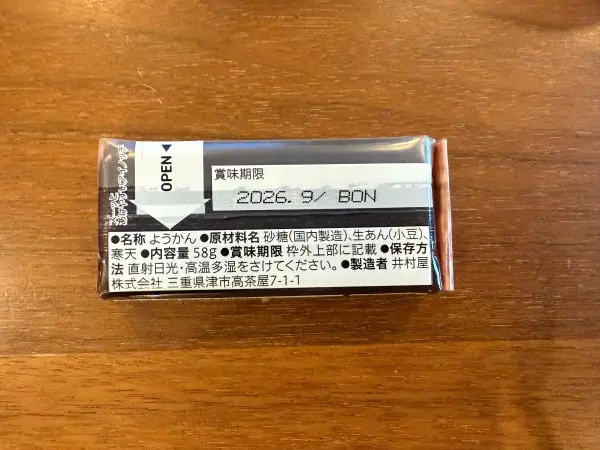 OPEN
賞味期限
2026. 9/ BON
●名称 ようかん ●原材料名 砂糖(国内製造)、生あん(小豆)、
寒天 ●内容量 58g ●賞味期限 枠外上部に記載 ●保存方
法 直射日光・高温多湿をさけてください。 ●製造者 井村屋
株式会社 三重県津市高茶屋7-1-1